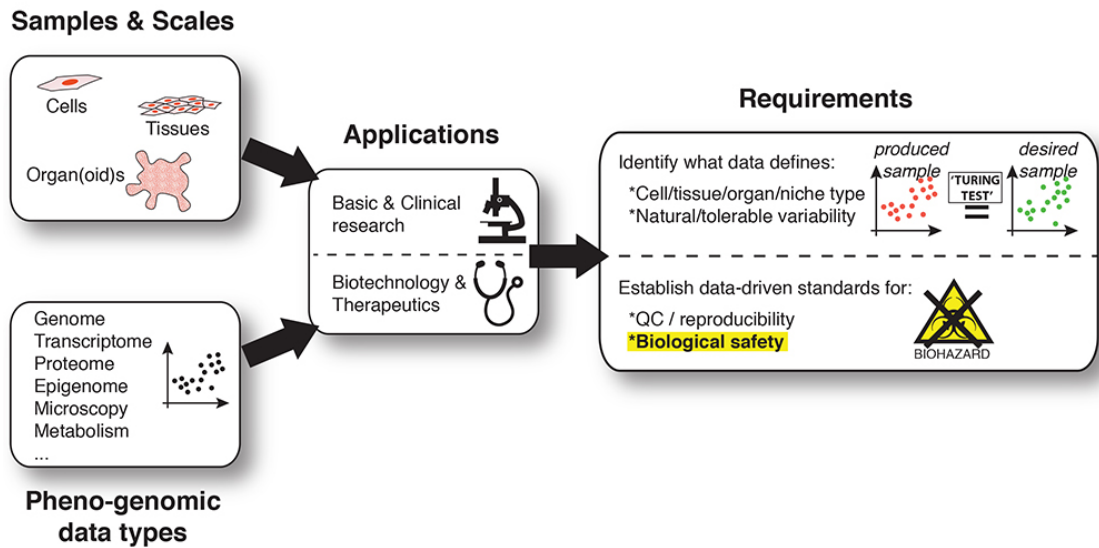 Samples & Scales
Cells
Tissues
Organ(oid)s
Genome
Transcriptome
Proteome
Epigenome
Microscopy
Metabolism
...
Pheno-genomic
data types
Applications
Basic & Clinical
research
Biotechnology &
Therapeutics
Requirements
Identify what data defines:
*Cell/tissue/organ/niche type
*Natural/tolerable variability
produced
sample
'TURING
TEST'
desired
sample
Establish data-driven standards for:
*QC / reproducibility
*Biological safety
BIOHAZARD